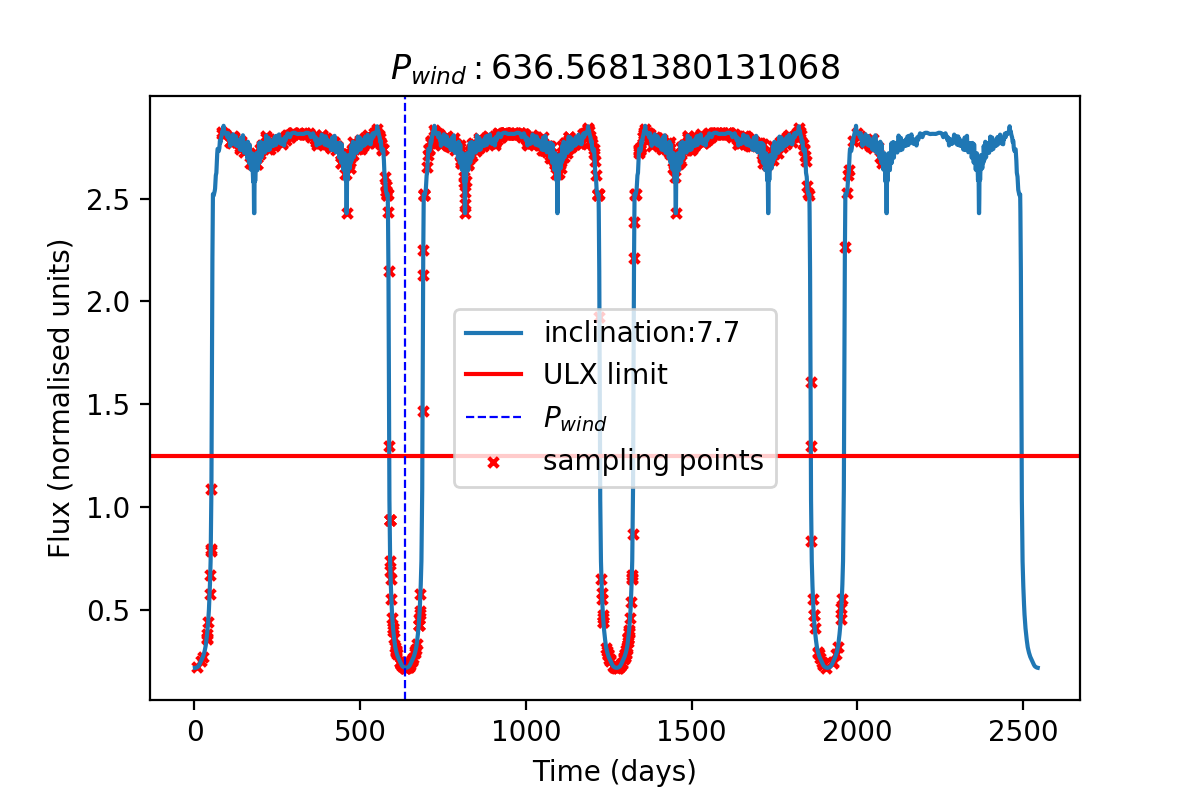 P_wind : 636.5681380131068
Flux (normalised units)
2.5
2.0
1.5
1.0
0.5
inclination:7.7
ULX limit
P_wind
sampling points
0 500 1000 1500 2000 2500
Time (days)